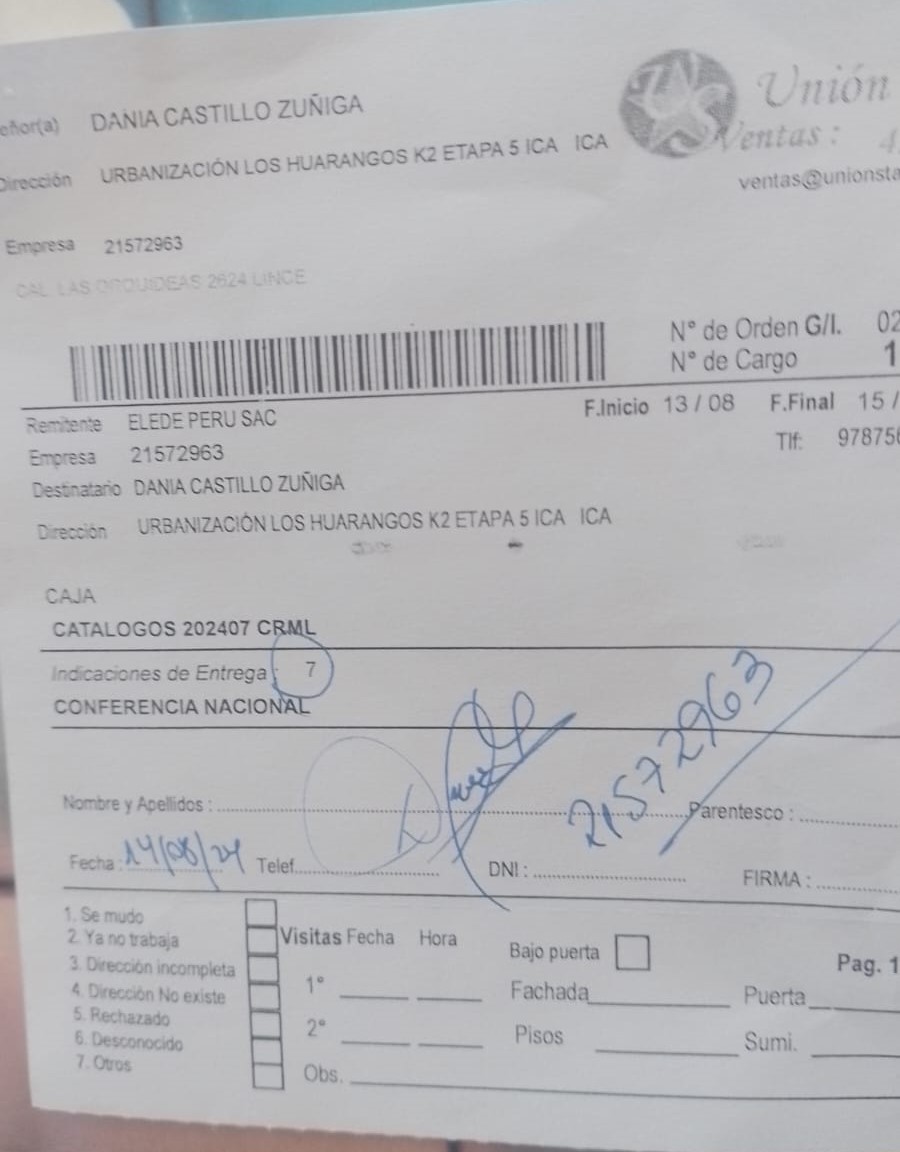 eñor(a) DANIA CASTILLO ZUÑIGA
Unión
Ventas : 4
Dirección URBANIZACIÓN LOS HUARANGOS K2 ETAPA 5 ICA ICA
ventas@unionsta
Empresa 21572963
CAL LAS ORQUIDEAS 2624 LINCE
N° de Orden G/I. 02
N° de Cargo 1
F.Inicio 13 / 08 F.Final 15 /
Remitente ELEDE PERU SAC
Tlf: 97875
Empresa 21572963
Destinatario DANIA CASTILLO ZUÑIGA
Dirección URBANIZACIÓN LOS HUARANGOS K2 ETAPA 5 ICA ICA
CAJA
CATALOGOS 202407 CRML
Indicaciones de Entrega : 7
CONFERENCIA NACIONAL
21572963
Nombre y Apellidos : Parentesco :
Fecha : 14/08/24 Telef. DNI : FIRMA :
1. Se mudo
2. Ya no trabaja
3. Dirección incompleta
4. Dirección No existe
5. Rechazado
6. Desconocido
7. Otros
Visitas Fecha Hora Bajo puerta Pag. 1
1° Fachada Puerta
2° Pisos Sumi.
Obs.